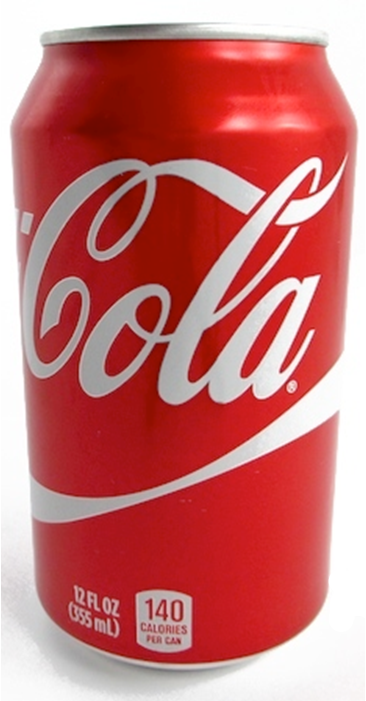 Cola®
12 FL OZ
(355 mL)
140
CALORIES
PER CAN